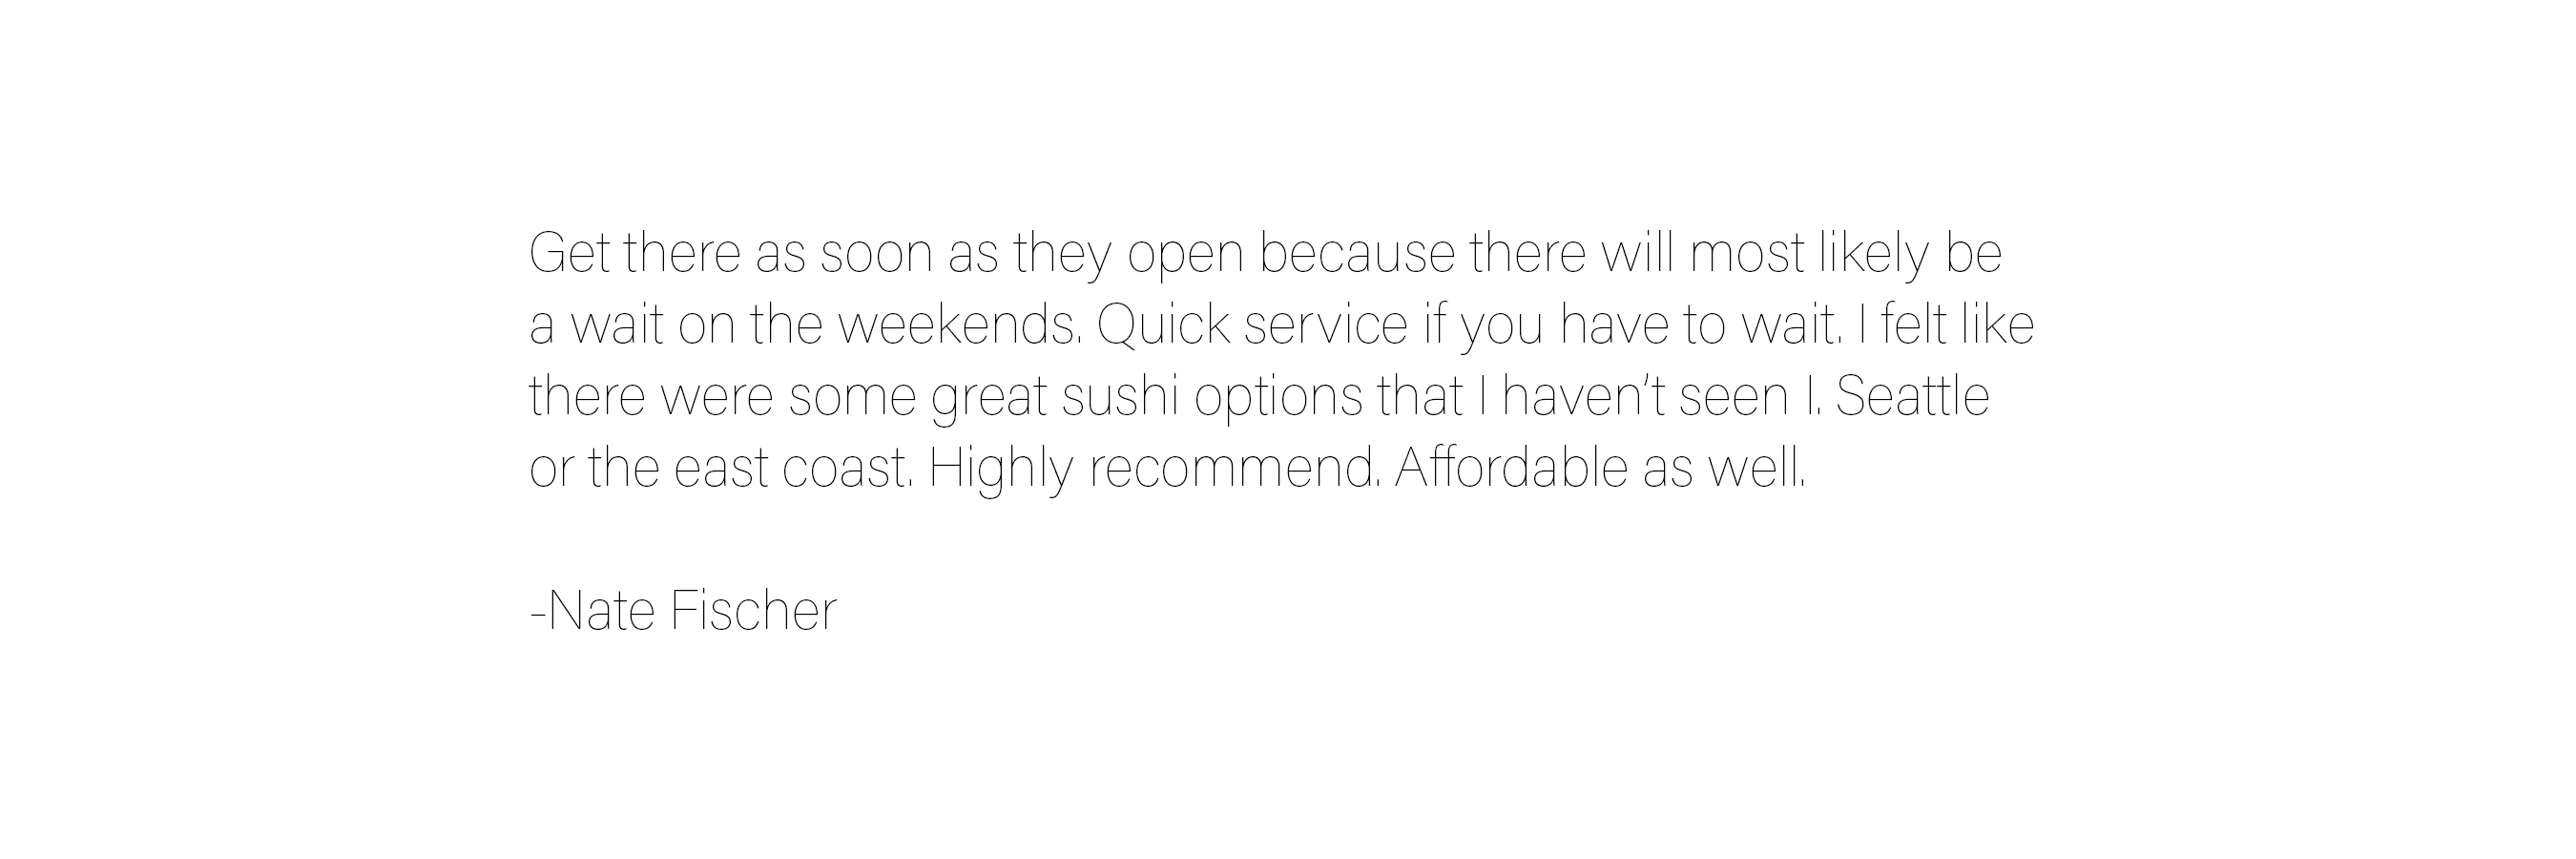 Get there as soon as they open because there will most likely be
a wait on the weekends. Quick service if you have to wait. I felt like
there were some great sushi options that I haven’t seen I. Seattle
or the east coast. Highly recommend. Affordable as well.
-Nate Fischer